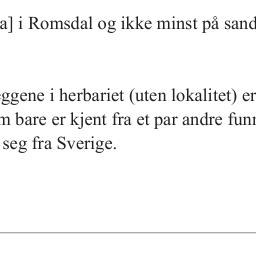 a] i Romsdal og ikke minst på sand
ggene i herbariet (uten lokalitet) er
m bare er kjent fra et par andre funn
seg fra Sverige.